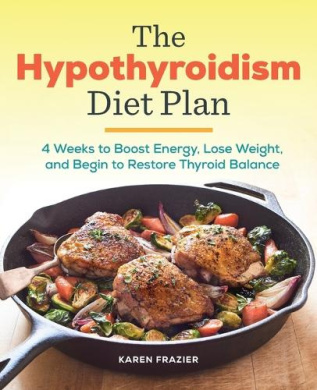 The
Hypothyroidism
Diet Plan
4 Weeks to Boost Energy, Lose Weight,
and Begin to Restore Thyroid Balance
KAREN FRAZIER